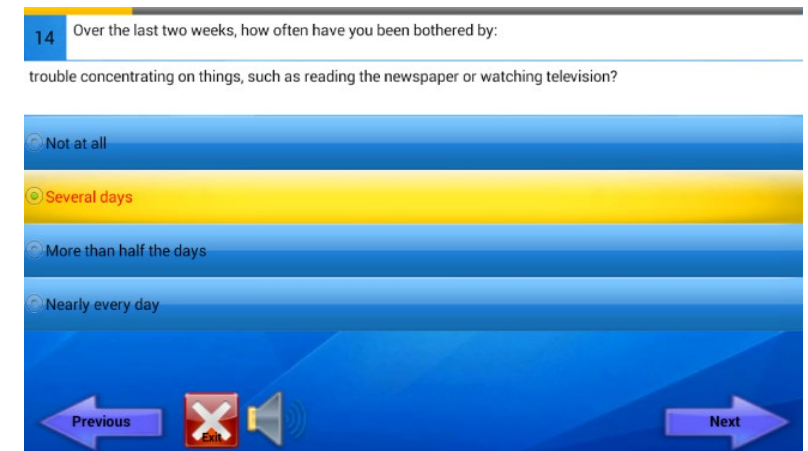 14
Over the last two weeks, how often have you been bothered by:
trouble concentrating on things, such as reading the newspaper or watching television?
Not at all
Several days
More than half the days
Nearly every day
Previous
Exit
Next